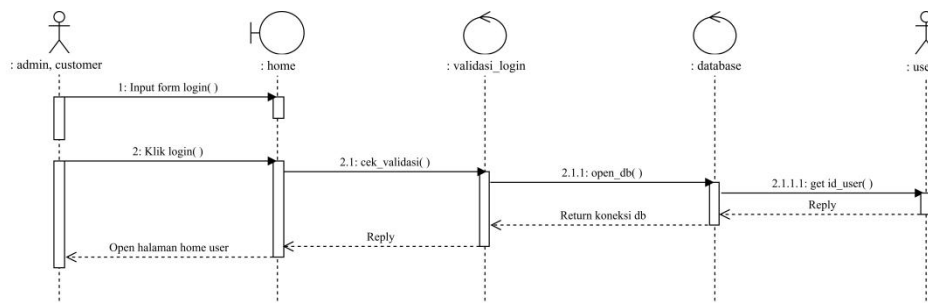 : admin, customer
: home
: validasi_login
: database
: use
1: Input form login( )
2: Klik login( )
2.1: cek_validasi( )
2.1.1: open_db( )
2.1.1.1: get id_user( )
Reply
Return koneksi db
Reply
Open halaman home user